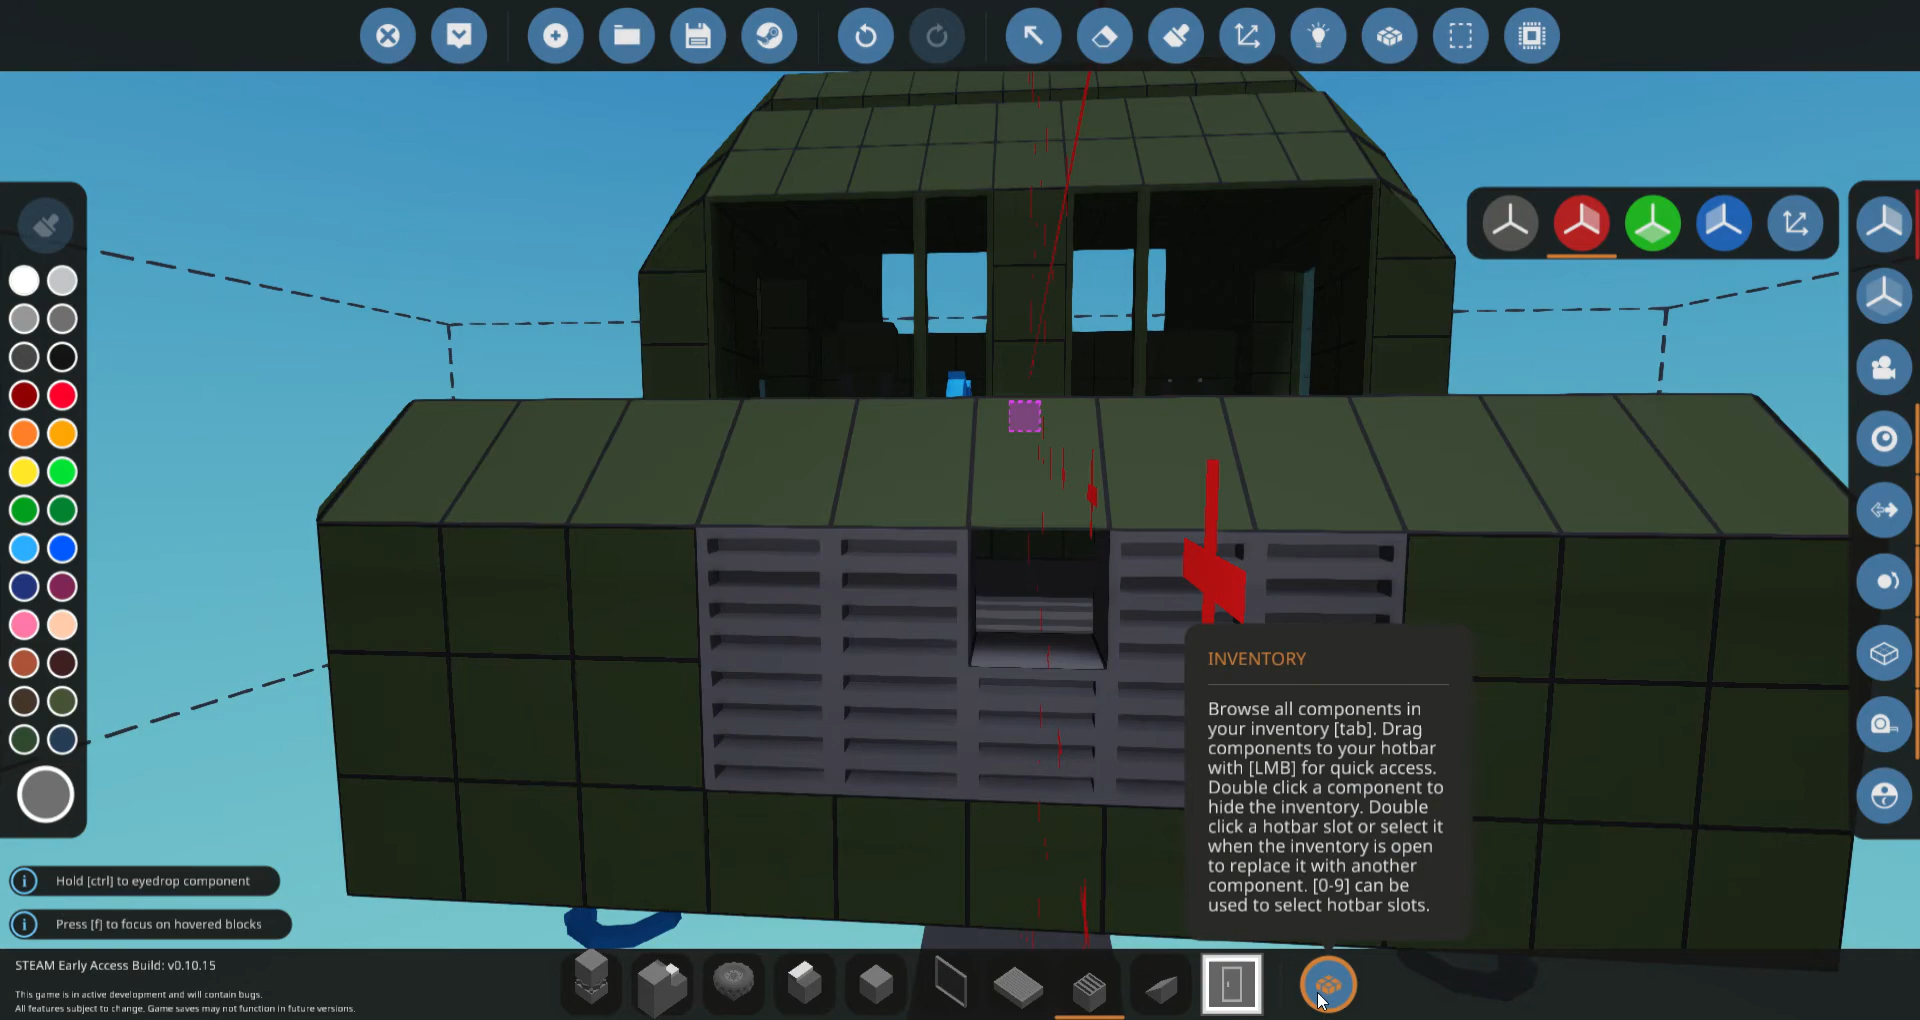 INVENTORY
Browse all components in
your inventory [tab]. Drag
components to your hotbar
with [LMB] for quick access.
Double click a component to
hide the inventory. Double
click a hotbar slot or select it
when the inventory is open
to replace it with another
component. [0-9] can be
used to select hotbar slots.
Hold [ctrl] to eyedrop component
Press [f] to focus on hovered blocks
STEAM Early Access Build: v0.10.15
This game is in active development and will contain bugs.
All features subject to change. Game saves may not function in future versions.